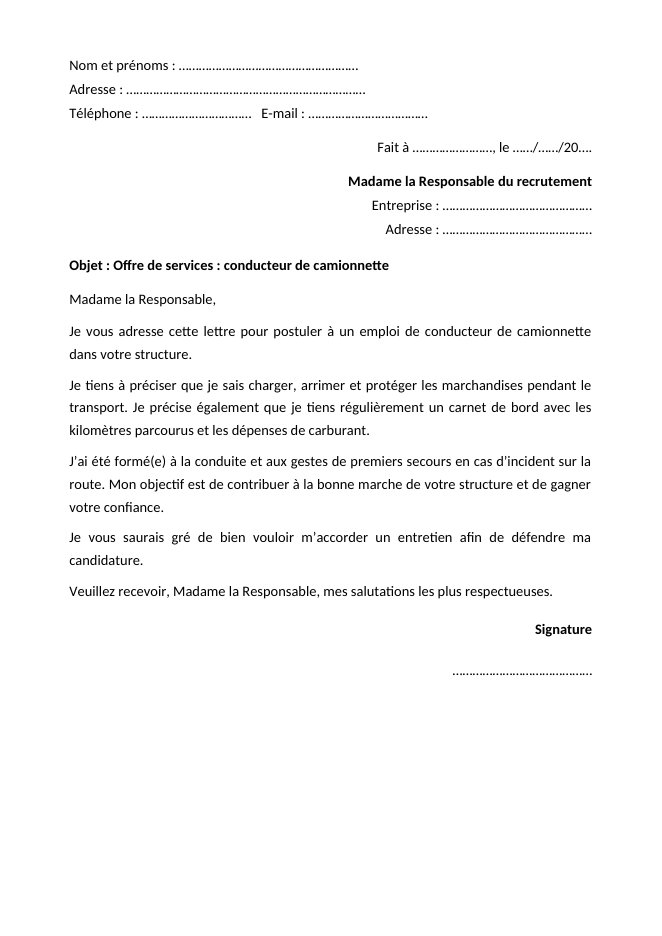 Nom et prénoms : ………………………………………………
Adresse : ………………………………………………………………
Téléphone : …………………………… E-mail : ………………………………
Fait à ……………………, le ……/……/20….
Madame la Responsable du recrutement
Entreprise : ………………………………………
Adresse : ………………………………………
Objet : Offre de services : conducteur de camionnette
Madame la Responsable,
Je vous adresse cette lettre pour postuler à un emploi de conducteur de camionnette
dans votre structure.
Je tiens à préciser que je sais charger, arrimer et protéger les marchandises pendant le
transport. Je précise également que je tiens régulièrement un carnet de bord avec les
kilomètres parcourus et les dépenses de carburant.
J’ai été formé(e) à la conduite et aux gestes de premiers secours en cas d’incident sur la
route. Mon objectif est de contribuer à la bonne marche de votre structure et de gagner
votre confiance.
Je vous saurais gré de bien vouloir m’accorder un entretien afin de défendre ma
candidature.
Veuillez recevoir, Madame la Responsable, mes salutations les plus respectueuses.
Signature
……………………………………